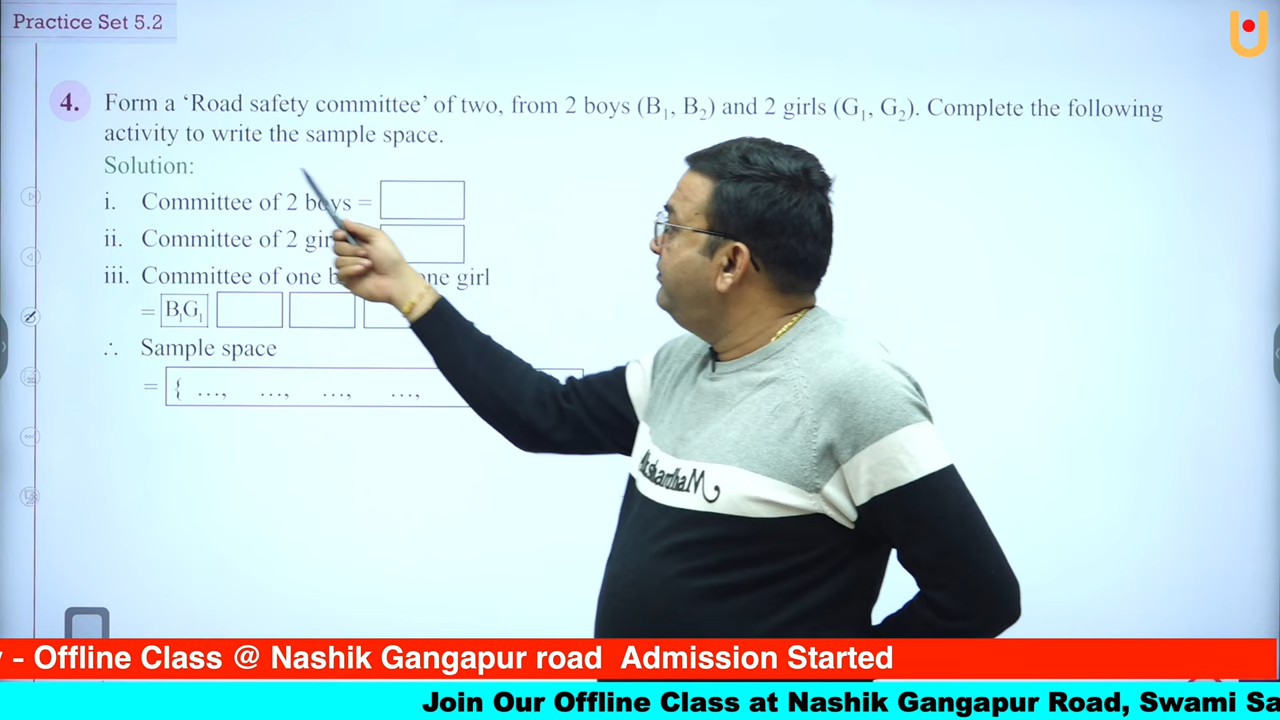 Practice Set 5.2
4. Form a ‘Road safety committee’ of two, from 2 boys (B₁, B₂) and 2 girls (G₁, G₂). Complete the following
activity to write the sample space.
Solution:
i. Committee of 2 boys =
ii. Committee of 2
iii. Committee of one one girl
= B₁G₁
∴ Sample space
= { ..., ..., ..., ...,
AkshardhaM
- Offline Class @ Nashik Gangapur road Admission Started
Join Our Offline Class at Nashik Gangapur Road, Swami